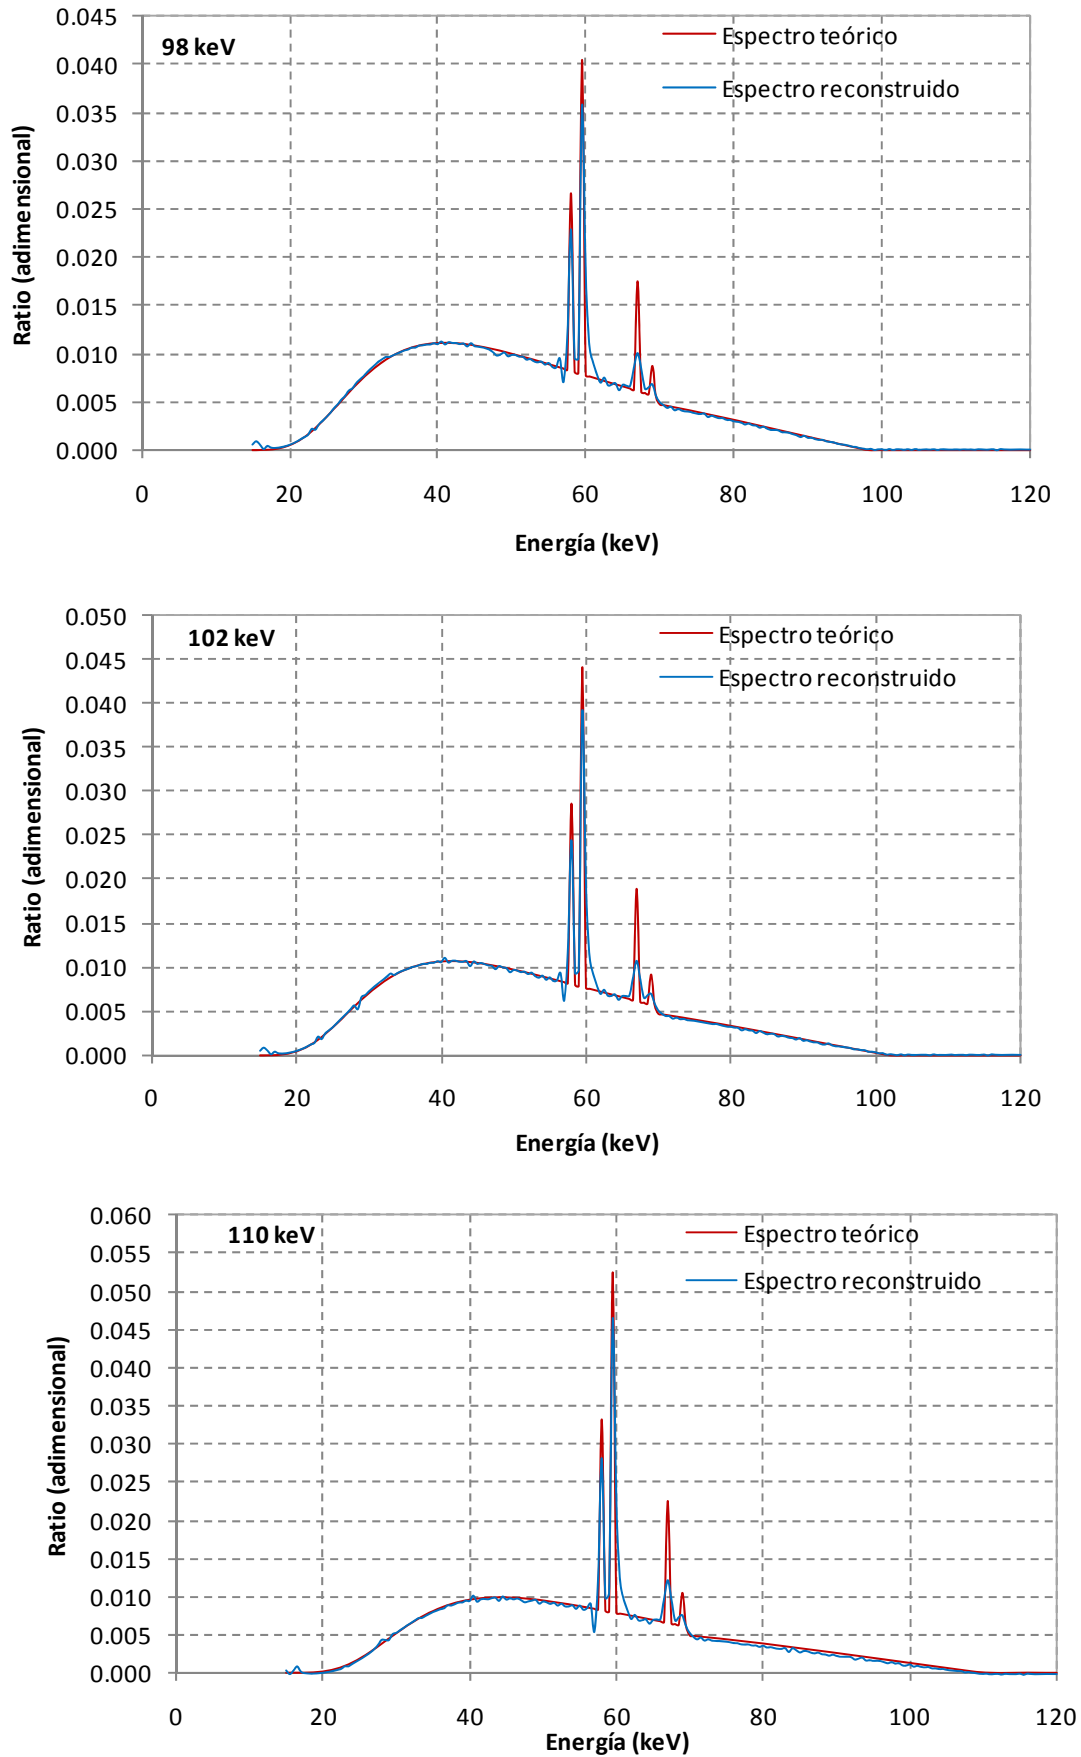 0.045
98 keV
Espectro teórico
0.040
Espectro reconstruido
0.035
0.030
0.025
0.020
0.015
0.010
0.005
0.000
Ratio (adimensional)
0 20 40 60 80 100 120
Energía (keV)
0.050
102 keV
Espectro teórico
0.045
Espectro reconstruido
0.040
0.035
0.030
0.025
0.020
0.015
0.010
0.005
0.000
Ratio (adimensional)
0 20 40 60 80 100 120
Energía (keV)
0.060
110 keV
Espectro teórico
0.055
Espectro reconstruido
0.050
0.045
0.040
0.035
0.030
0.025
0.020
0.015
0.010
0.005
0.000
Ratio (adimensional)
0 20 40 60 80 100 120
Energía (keV)